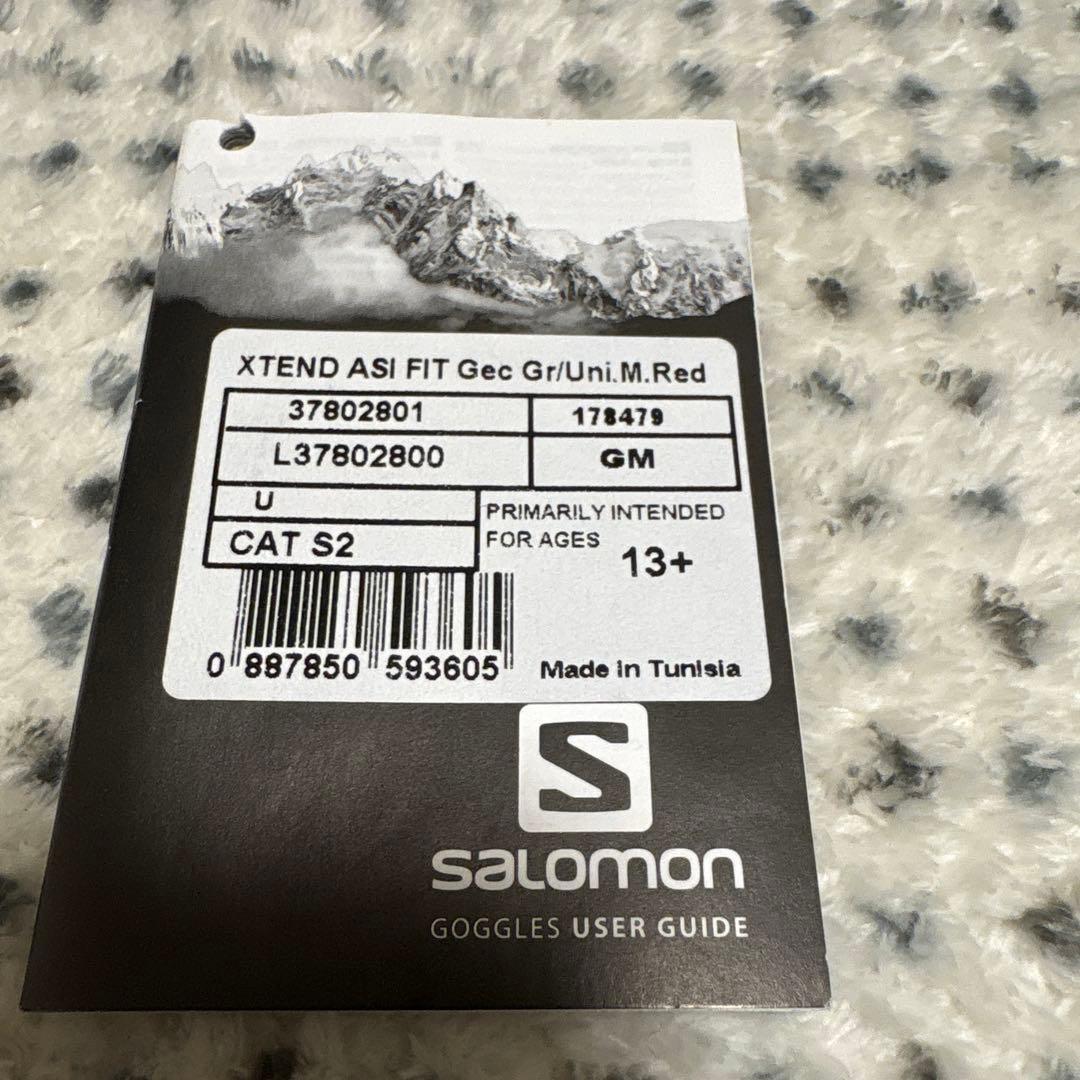 XTEND ASI FIT Gec Gr/Uni.M.Red
37802801 178479
L37802800 GM
U
PRIMARILY INTENDED
FOR AGES 13+
CAT S2
0 887850 593605
Made in Tunisia
S
SALOMON
GOGGLES USER GUIDE